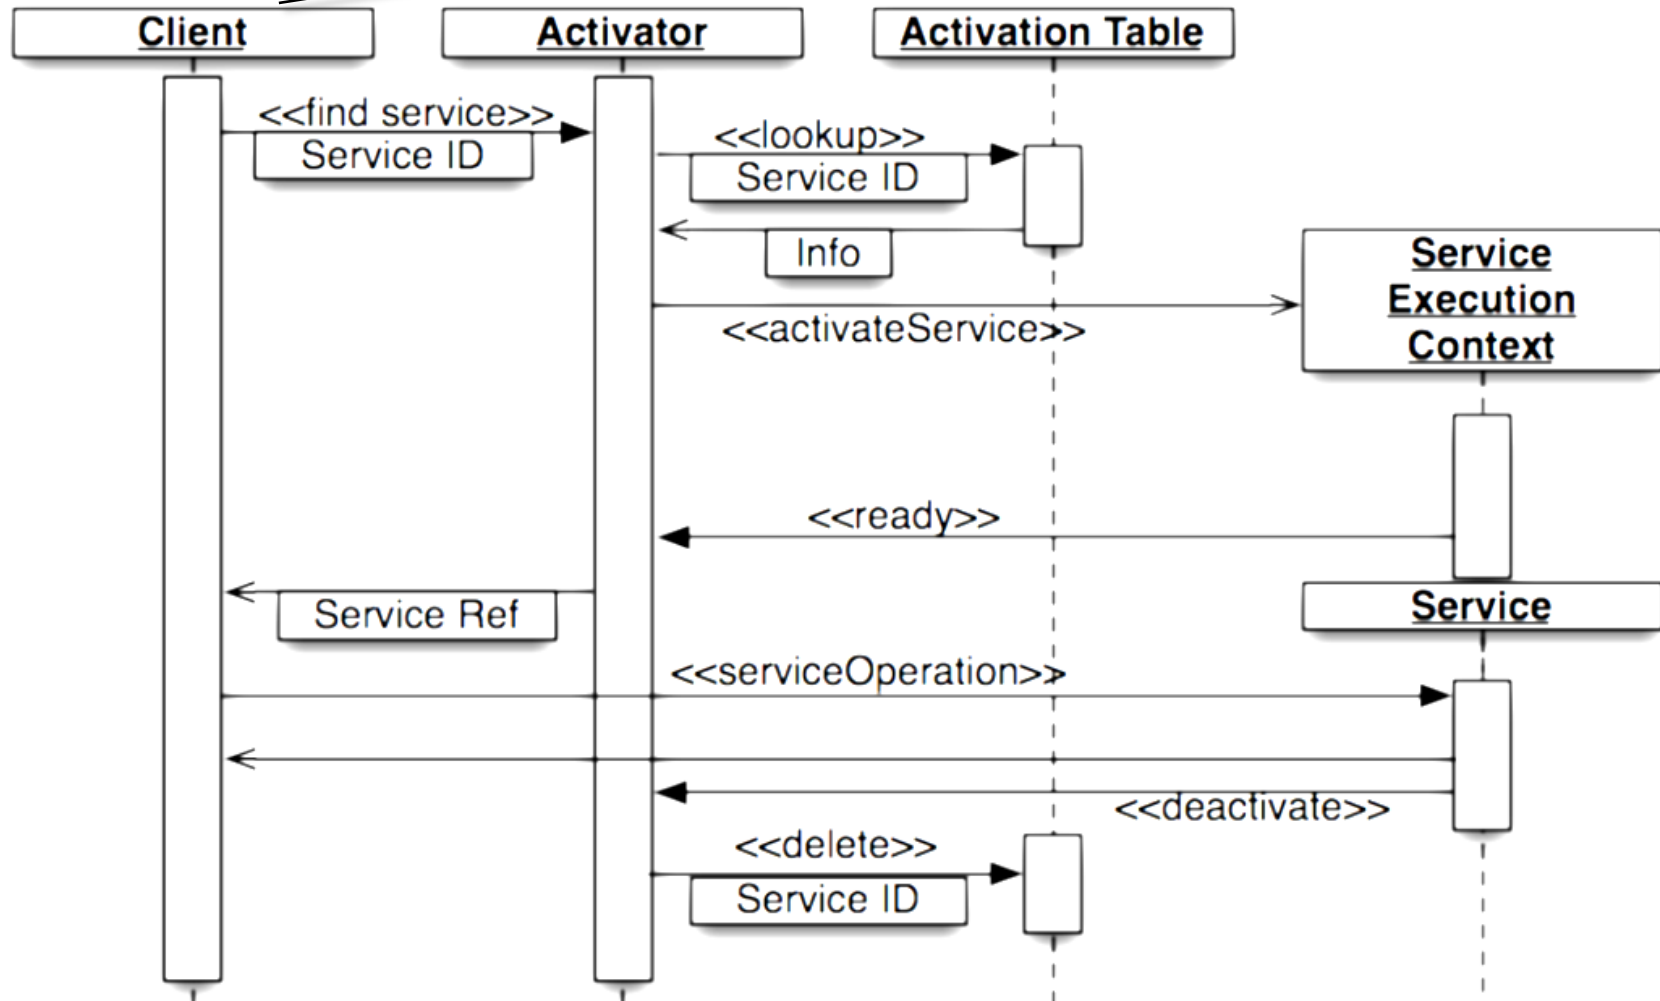 Client
Activator
Activation Table
<<find service>>
Service ID
<<lookup>>
Service ID
Info
Service
Execution
Context
<<activateService>>
<<ready>>
Service Ref
Service
<<serviceOperation>>
<<deactivate>>
<<delete>>
Service ID